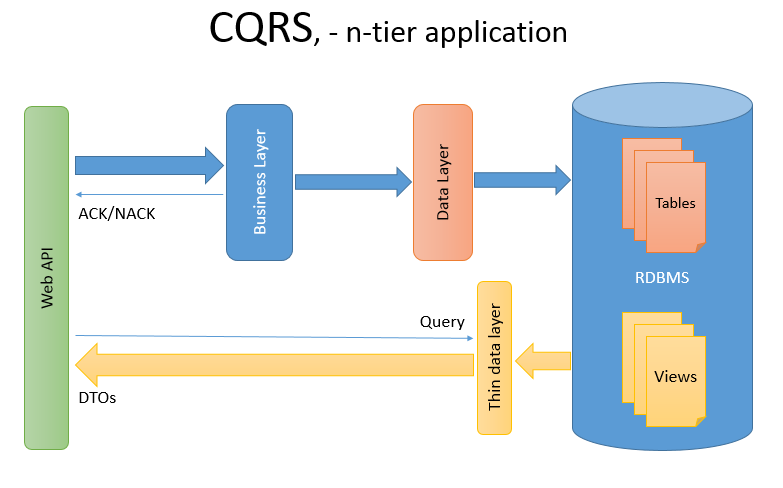 CQRS, - n-tier application
Web API
Business Layer
Data Layer
Tables
ACK/NACK
RDBMS
Query
Thin data layer
Views
DTOs